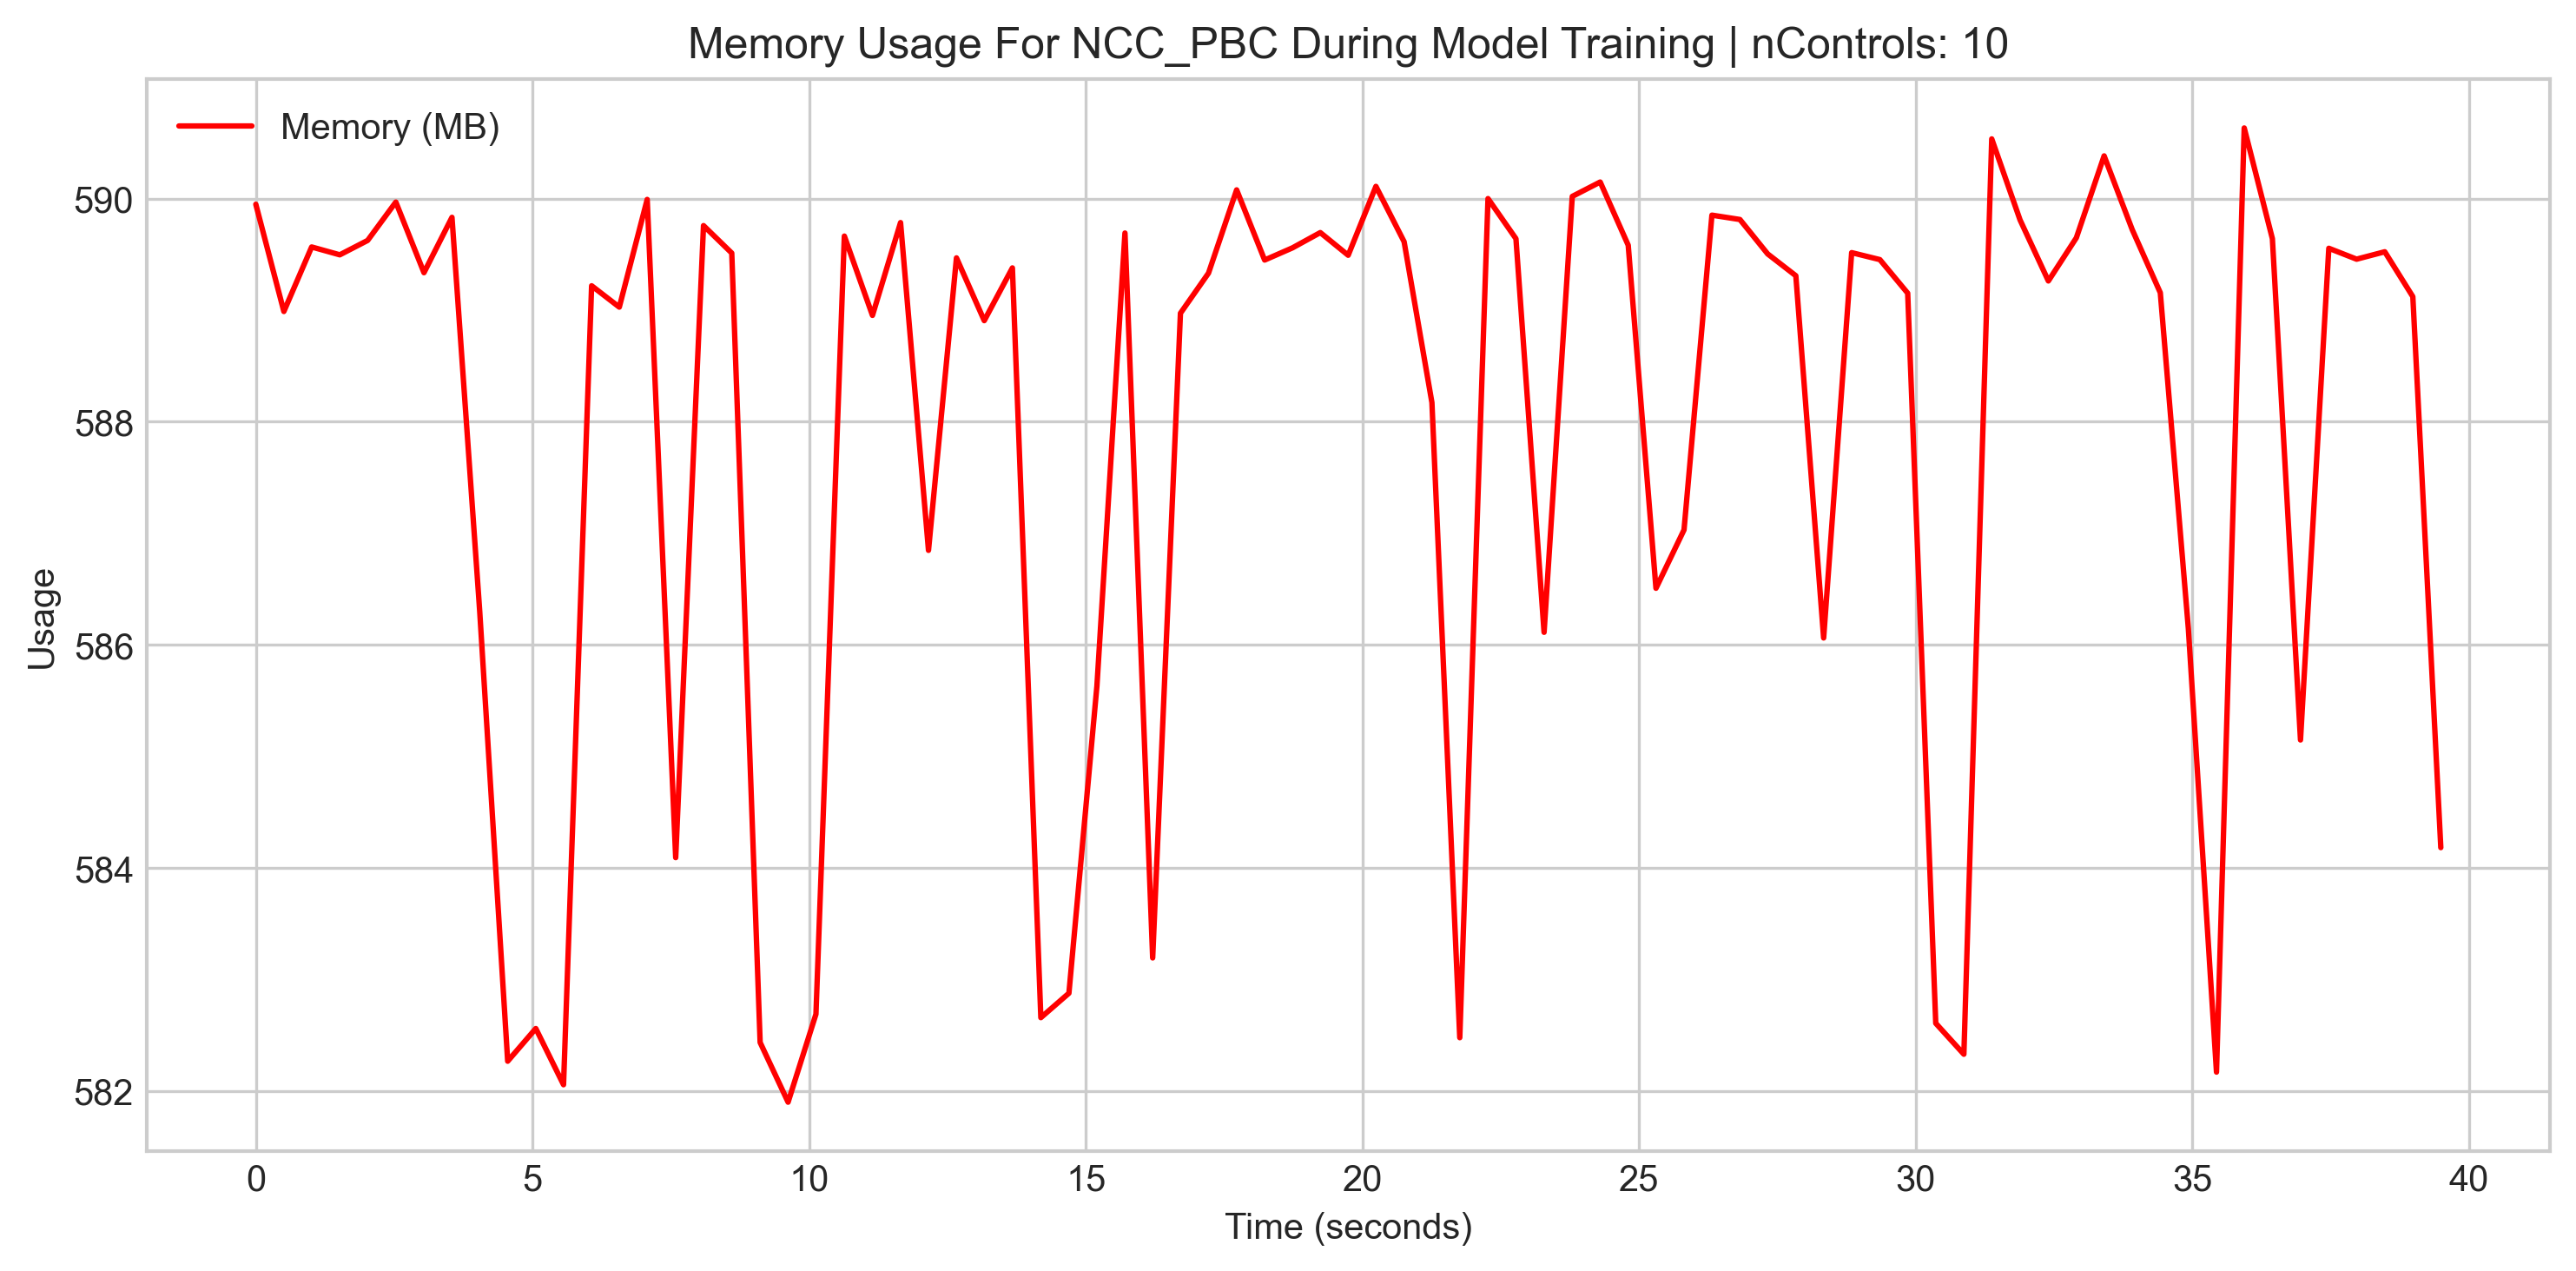 Memory Usage For NCC_PBC During Model Training | nControls: 10
Memory (MB)
590
588
586
584
582
Usage
0 5 10 15 20 25 30 35 40
Time (seconds)